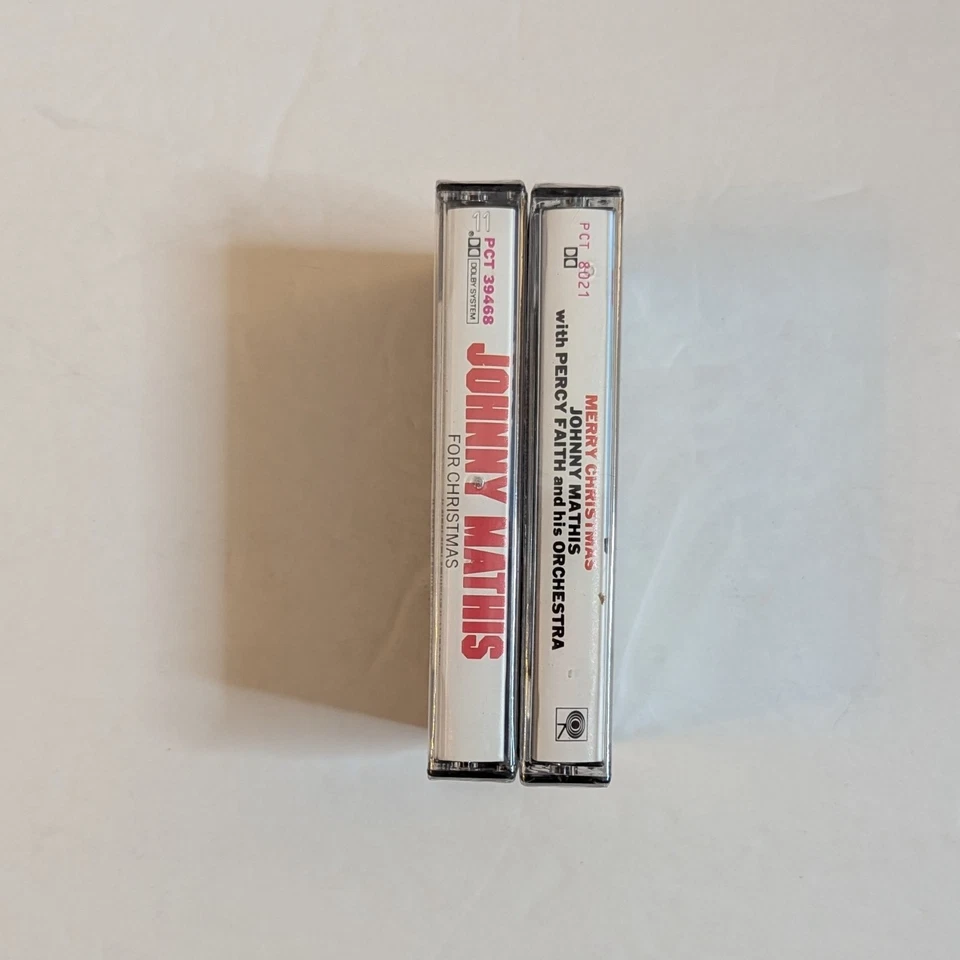 11
PCT 39468
DOLBY SYSTEM
JOHNNY MATHIS
FOR CHRISTMAS
PCT 8021
MERRY CHRISTMAS
JOHNNY MATHIS
with PERCY FAITH and his ORCHESTRA